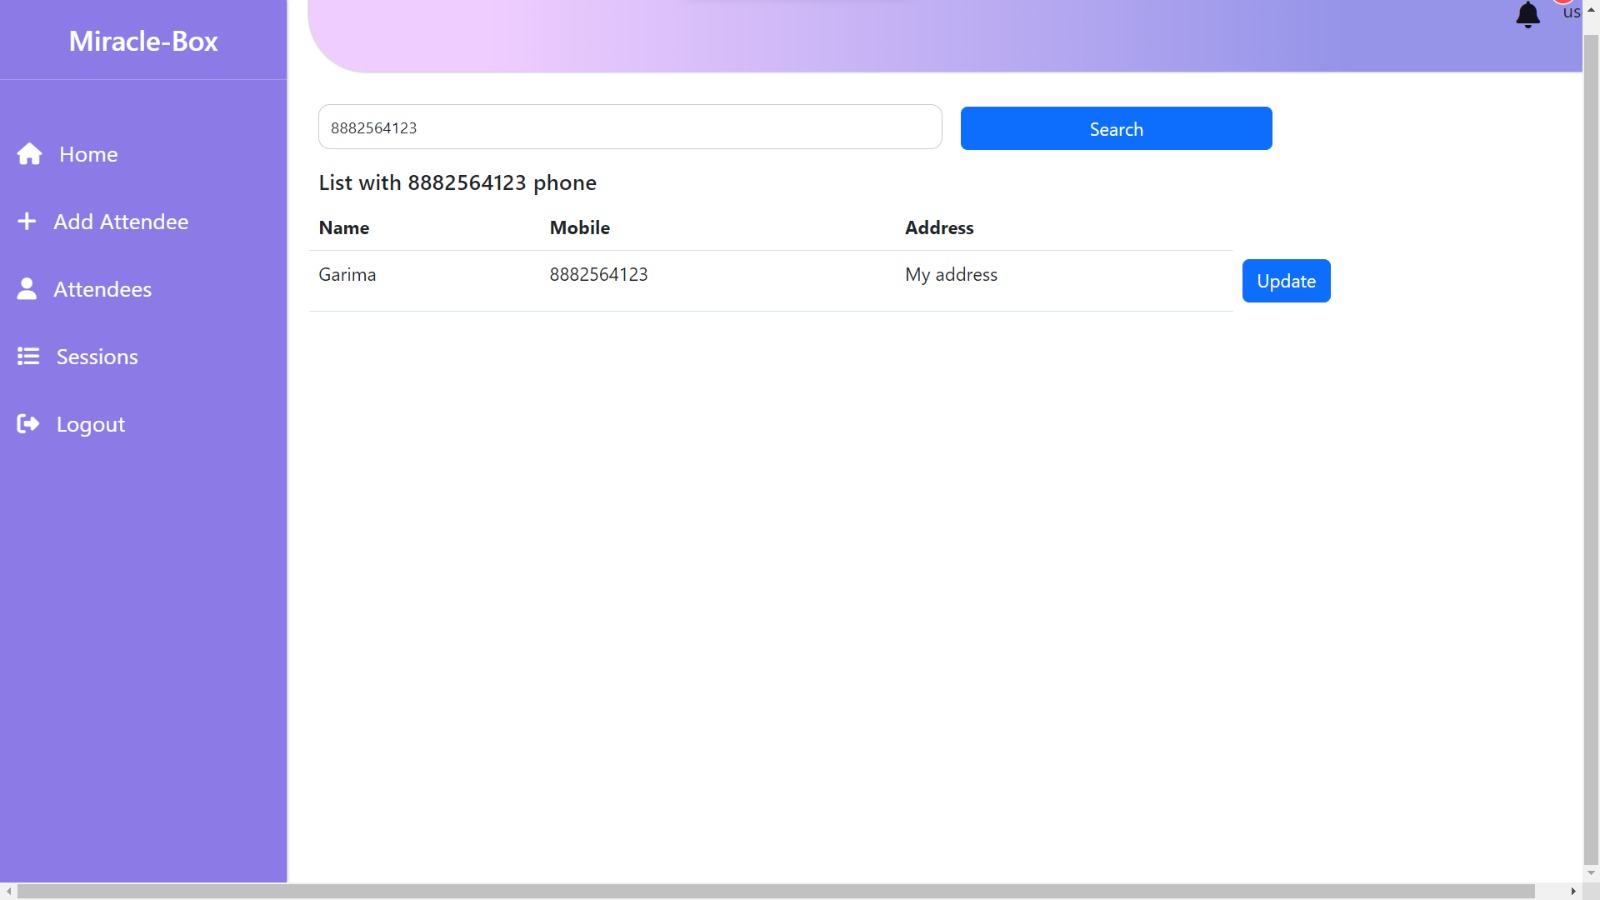 Miracle-Box
us
Home
Add Attendee
Attendees
Sessions
Logout
8882564123
Search
List with 8882564123 phone
Name Mobile Address
Garima 8882564123 My address
Update